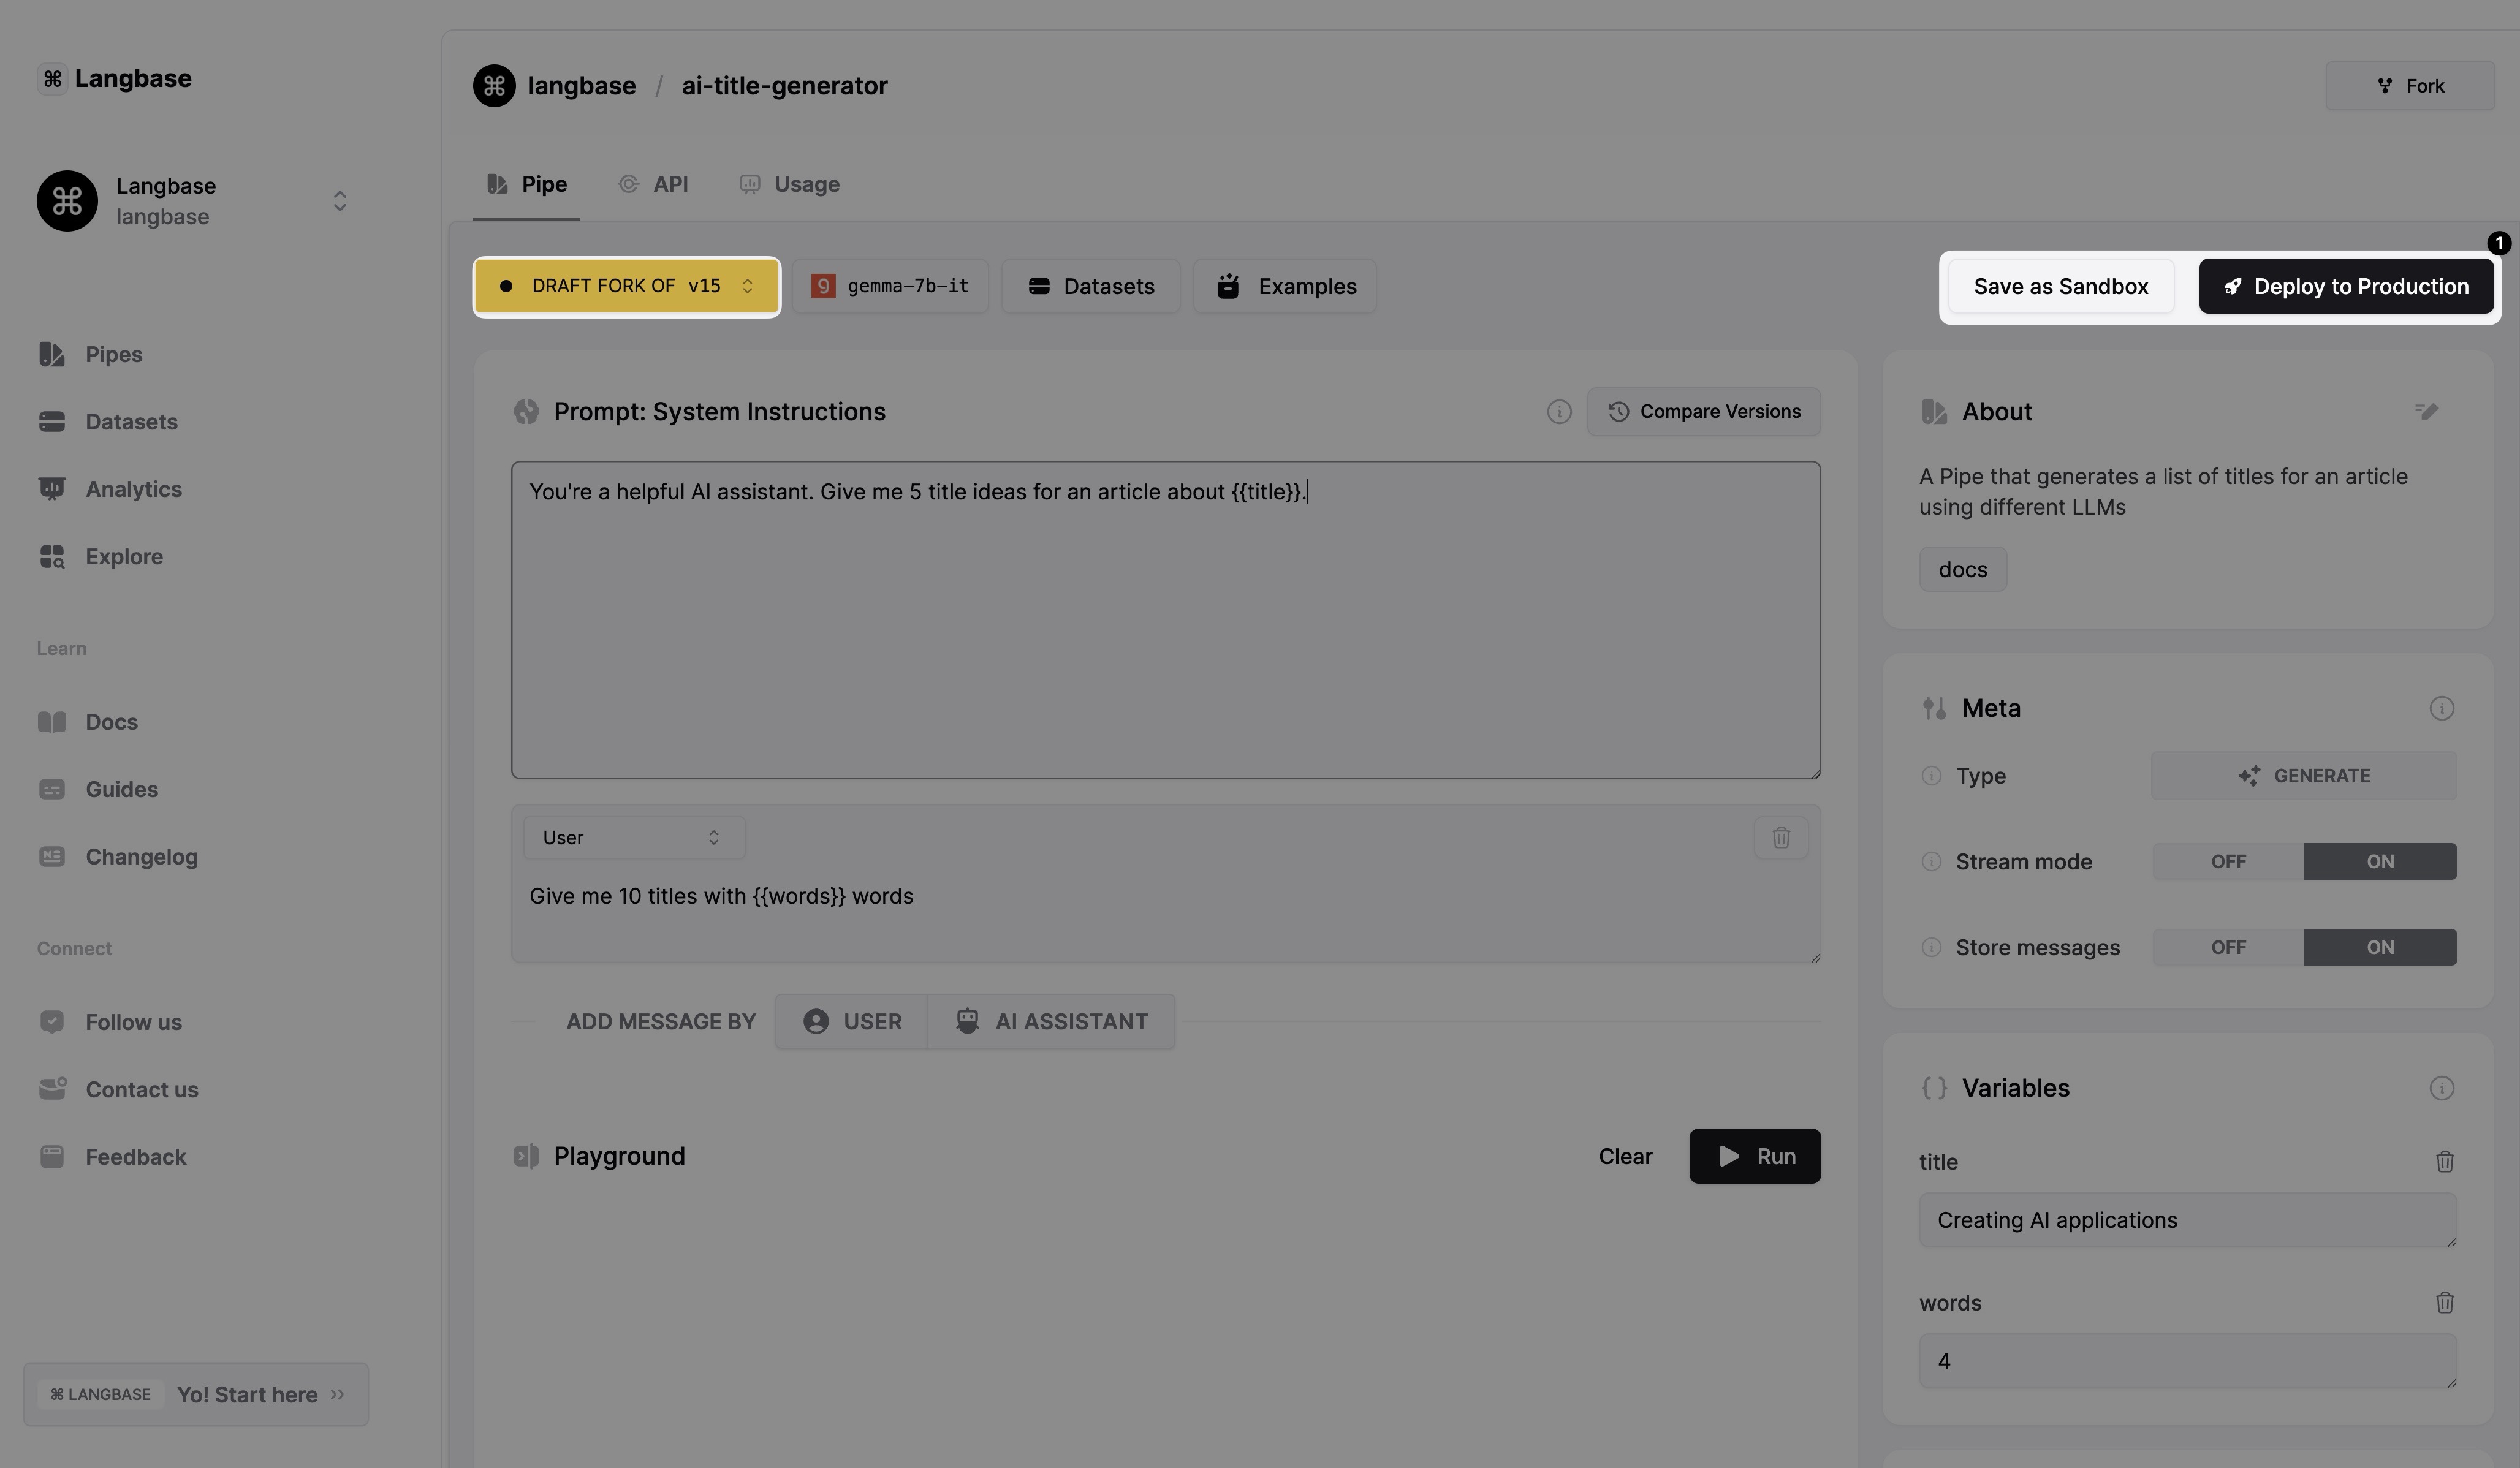 Langbase
Langbase
langbase
Pipes
Datasets
Analytics
Explore
Learn
Docs
Guides
Changelog
Connect
Follow us
Contact us
Feedback
⌘ LANGBASE Yo! Start here
langbase / ai-title-generator
Fork
Pipe API Usage
DRAFT FORK OF v15
g gemma-7b-it
Datasets
Examples
Save as Sandbox
Deploy to Production
1
Prompt: System Instructions
Compare Versions
You're a helpful AI assistant. Give me 5 title ideas for an article about {{title}}.
User
Give me 10 titles with {{words}} words
ADD MESSAGE BY USER AI ASSISTANT
Playground
Clear
Run
About
A Pipe that generates a list of titles for an article
using different LLMs
docs
Meta
Type GENERATE
Stream mode OFF ON
Store messages OFF ON
Variables
title
Creating AI applications
words
4